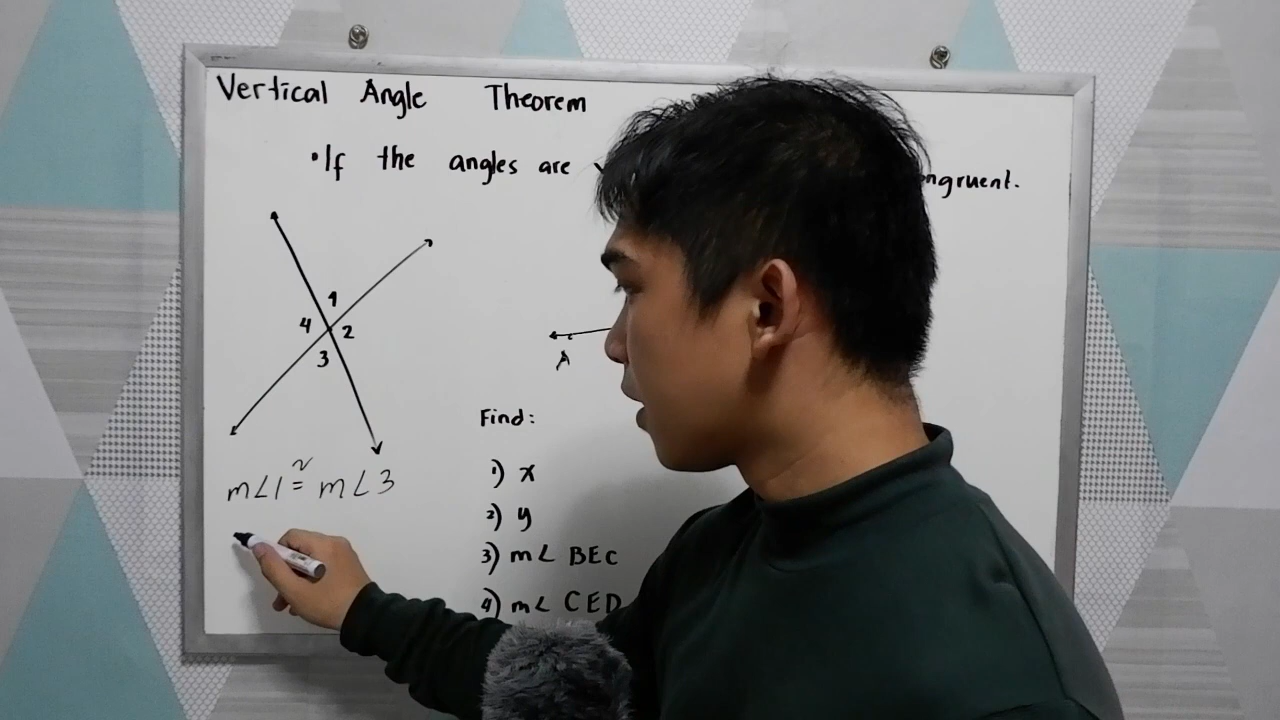 Vertical Angle Theorem
•If the angles are
ngruent.
1
4 2
3
A
Find:
m∠1 ≅ m∠3
1) x
2) y
3) m∠ BEC
4) m∠ CED